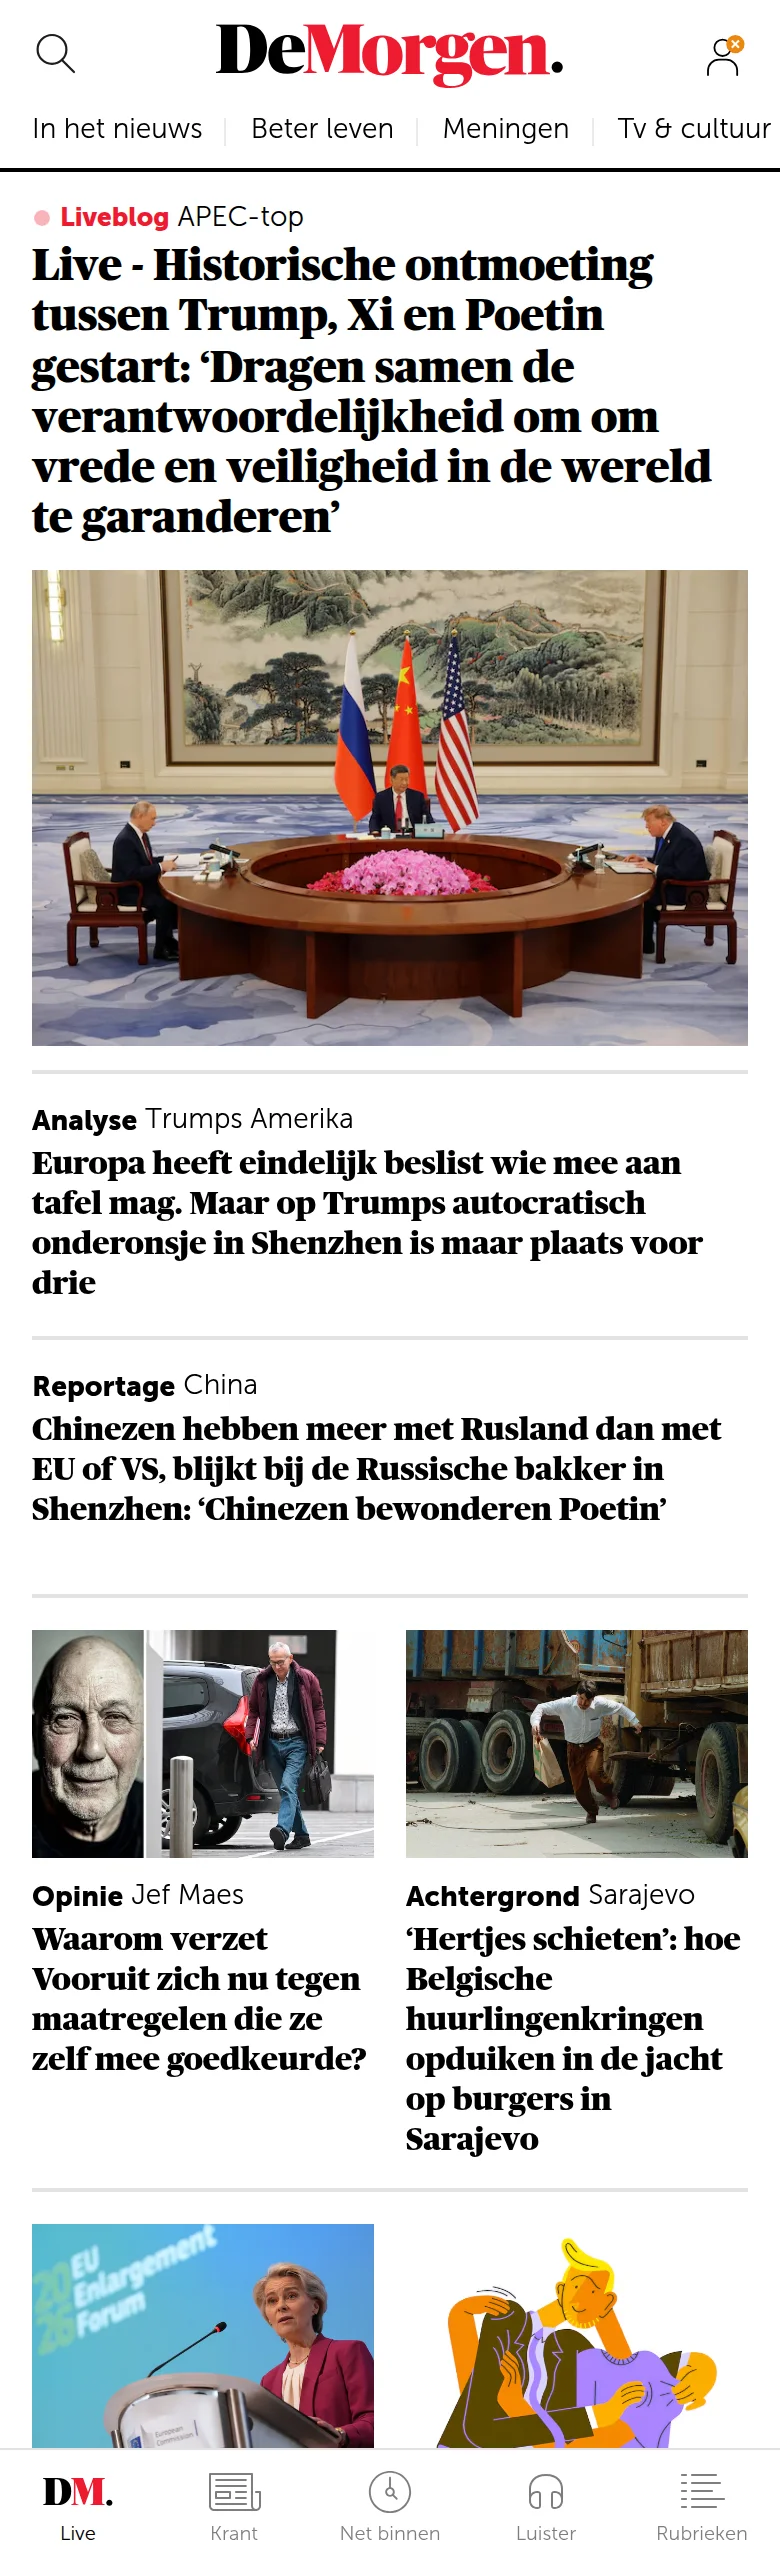 DeMorgen.
In het nieuws
Beter leven
Meningen
Tv & cultuur
Liveblog APEC-top
Live - Historische ontmoeting
tussen Trump, Xi en Poetin
gestart: ‘Dragen samen de
verantwoordelijkheid om om
vrede en veiligheid in de wereld
te garanderen’
Analyse Trumps Amerika
Europa heeft eindelijk beslist wie mee aan
tafel mag. Maar op Trumps autocratisch
onderonsje in Shenzhen is maar plaats voor
drie
Reportage China
Chinezen hebben meer met Rusland dan met
EU of VS, blijkt bij de Russische bakker in
Shenzhen: ‘Chinezen bewonderen Poetin’
Opinie Jef Maes
Waarom verzet
Vooruit zich nu tegen
maatregelen die ze
zelf mee goedkeurde?
Achtergrond Sarajevo
‘Hertjes schieten’: hoe
Belgische
huurlingenkringen
opduiken in de jacht
op burgers in
Sarajevo
2026
EU
Enlargement
Forum
European
Commission
DM.
Live
Krant
Net binnen
Luister
Rubrieken